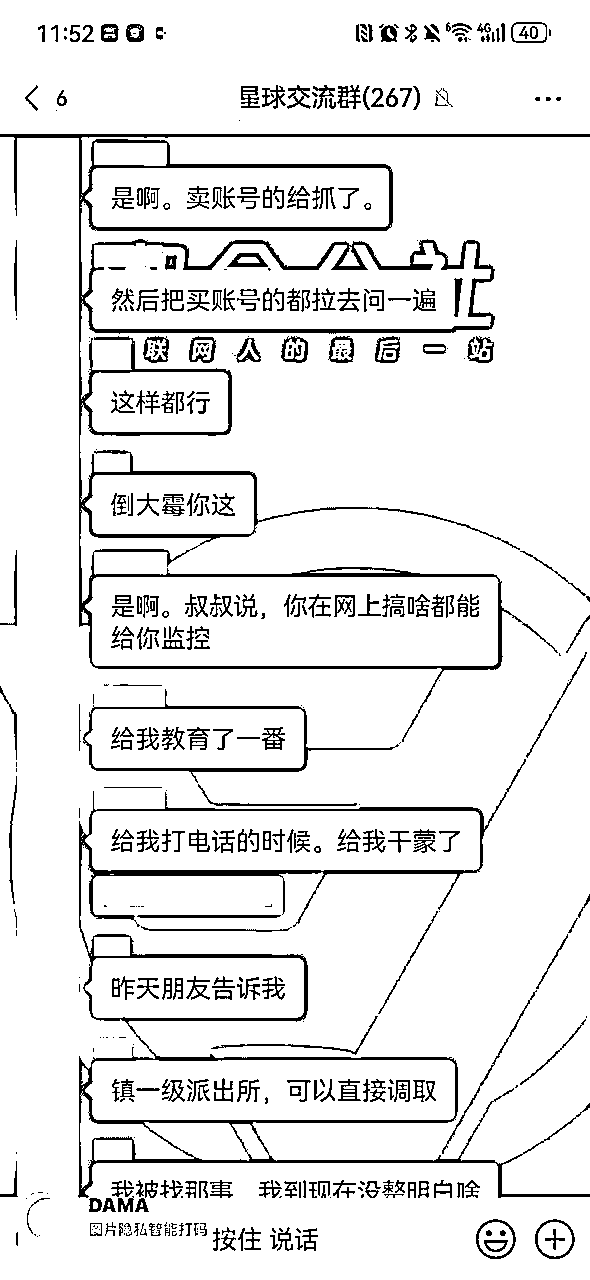 11:52
6
4G
40
6
星球交流群(267)
是啊。卖账号的给抓了。
然后把买账号的都拉去问一遍
联网人的最后一站
这样都行
倒大霉你这
是啊。叔叔说，你在网上搞啥都能
给你监控
给我教育了一番
给我打电话的时候。给我干蒙了
昨天朋友告诉我
镇一级派出所，可以直接调取
我被找那事，我到现在没整明白啥
DAMA
图片隐私智能打码
按住 说话